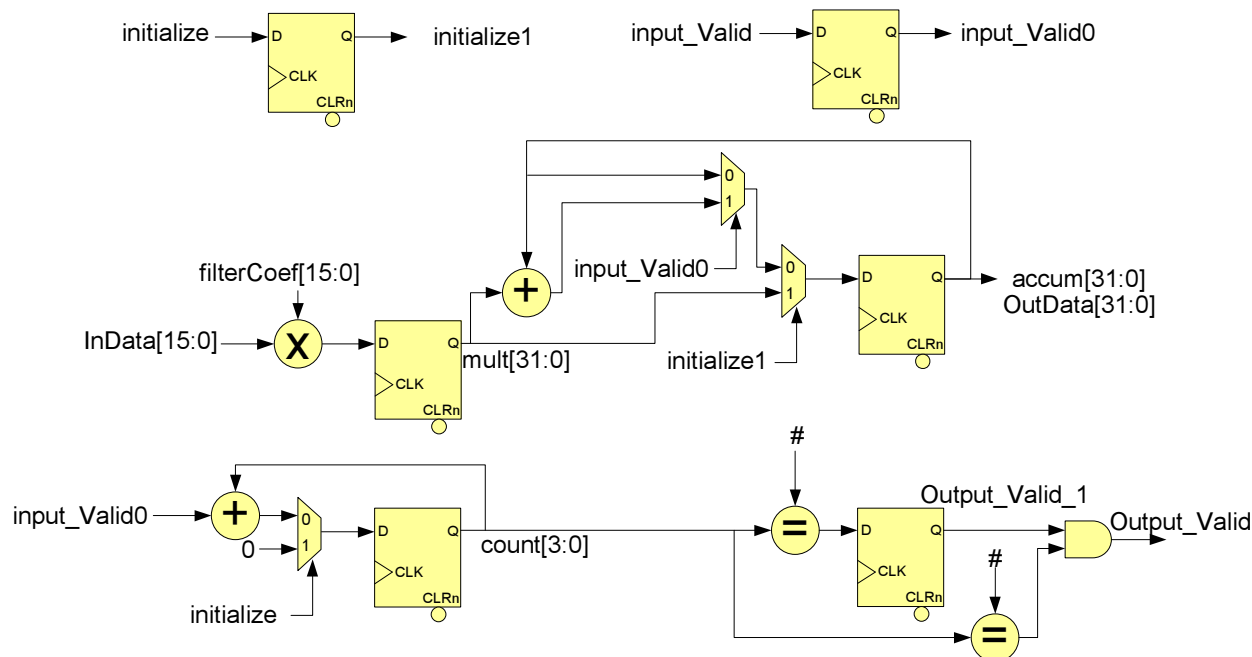 initialize
D
Q
CLK
CLRn
initialize1
input_Valid
D
Q
CLK
CLRn
input_Valid0
0
1
input_Valid0
filterCoef[15:0]
+
0
1
D
Q
CLK
CLRn
accum[31:0]
OutData[31:0]
InData[15:0]
X
D
Q
CLK
CLRn
mult[31:0]
initialize1
#
input_Valid0
+
0
1
0
initialize
D
Q
CLK
CLRn
count[3:0]
=
D
Q
CLK
CLRn
Output_Valid_1
Output_Valid
#
=